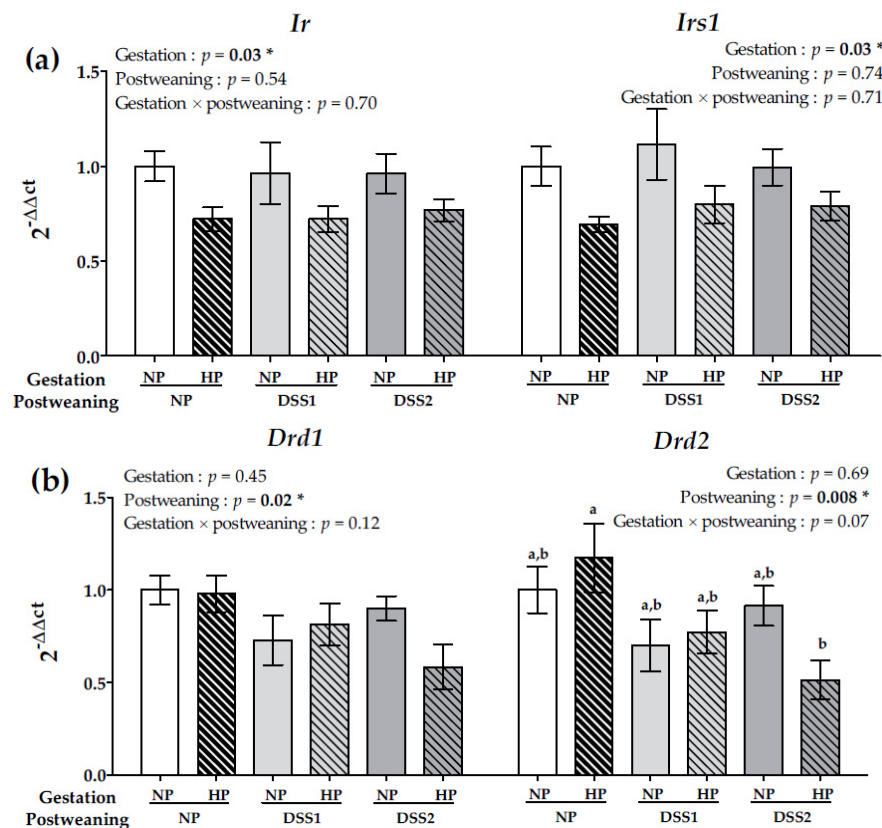 Ir
Irs1
(a)
Gestation : p = 0.03 *
Postweaning : p = 0.54
Gestation × postweaning : p = 0.70
Gestation : p = 0.03 *
Postweaning : p = 0.74
Gestation × postweaning : p = 0.71
2^-ΔΔct
1.5
1.0
0.5
0.0
Gestation NP HP NP HP NP HP NP HP NP HP NP HP
Postweaning NP DSS1 DSS2 NP DSS1 DSS2
Drd1
Drd2
(b)
Gestation : p = 0.45
Postweaning : p = 0.02 *
Gestation × postweaning : p = 0.12
Gestation : p = 0.69
Postweaning : p = 0.008 *
Gestation × postweaning : p = 0.07
2^-ΔΔct
1.5
1.0
0.5
0.0
a,b a a,b a,b a,b b
Gestation NP HP NP HP NP HP NP HP NP HP NP HP
Postweaning NP DSS1 DSS2 NP DSS1 DSS2